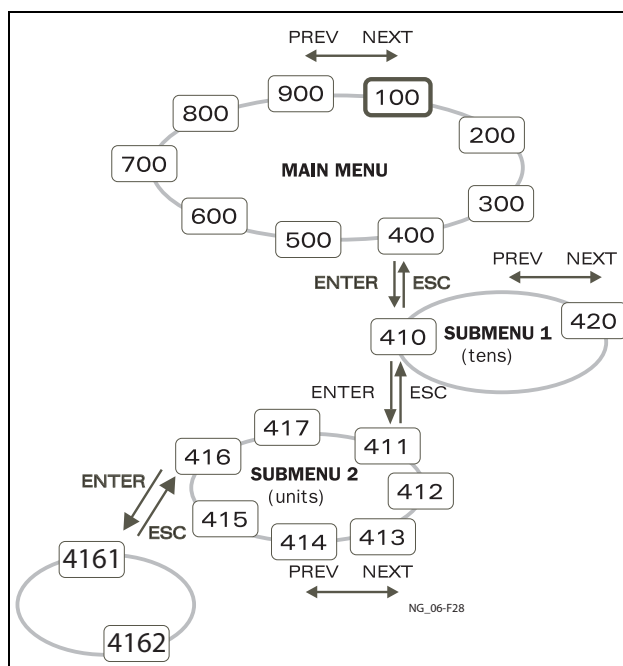 PREV NEXT
900
100
800
200
700
MAIN MENU
300
600
500
400
ENTER
ESC
PREV NEXT
410
SUBMENU 1
(tens)
420
ENTER
ESC
417
411
416
SUBMENU 2
(units)
412
415
414
413
ENTER
ESC
PREV NEXT
4161
4162
NG_06-F28